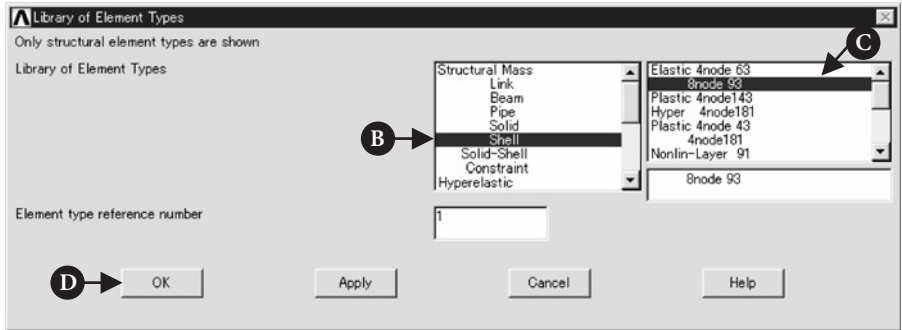 Library of Element Types
Only structural element types are shown
C
Library of Element Types
Structural Mass
Link
Beam
Pipe
Solid
Shell
Solid-Shell
Constraint
Hyperelastic
Elastic 4node 63
8node 93
Plastic 4node143
Hyper 4node181
Plastic 4node 43
4node181
Nonlin-Layer 91
B
8node 93
Element type reference number
1
D
OK
Apply
Cancel
Help